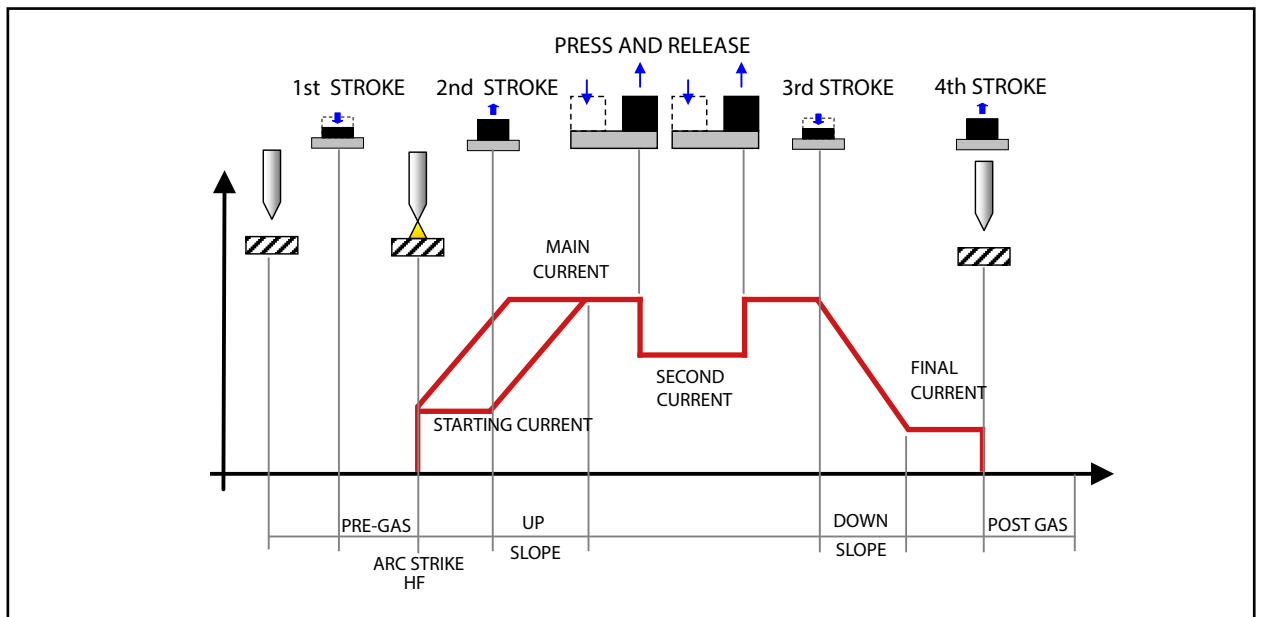 PRESS AND RELEASE
1st STROKE
2nd STROKE
3rd STROKE
4th STROKE
MAIN
CURRENT
SECOND
CURRENT
FINAL
CURRENT
STARTING CURRENT
PRE-GAS
UP
SLOPE
DOWN
SLOPE
POST GAS
ARC STRIKE
HF